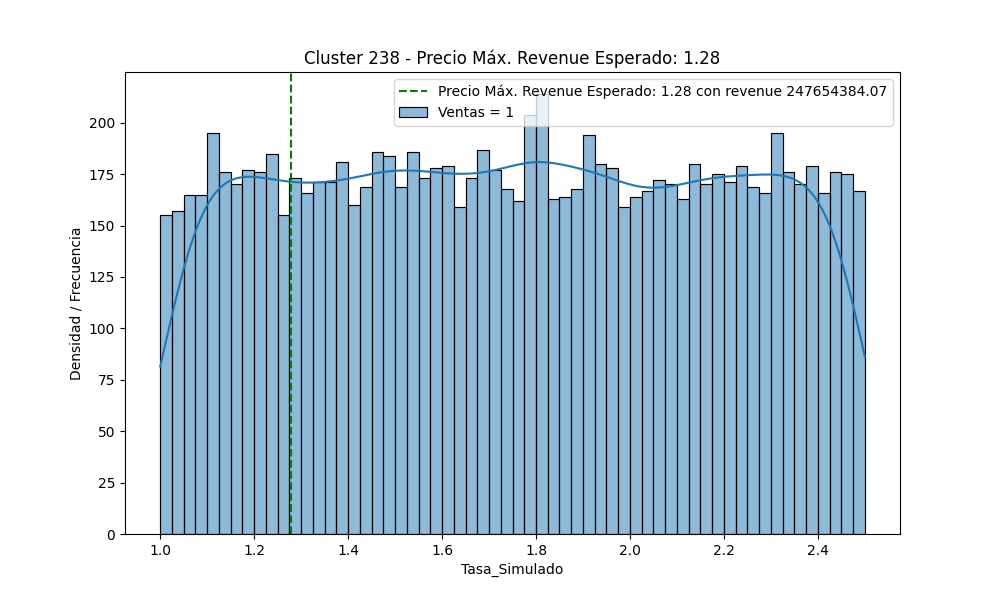 Cluster 238 - Precio Máx. Revenue Esperado: 1.28
Precio Máx. Revenue Esperado: 1.28 con revenue 247654384.07
Ventas = 1
Densidad / Frecuencia
200
175
150
125
100
75
50
25
0
1.0 1.2 1.4 1.6 1.8 2.0 2.2 2.4
Tasa_Simulado